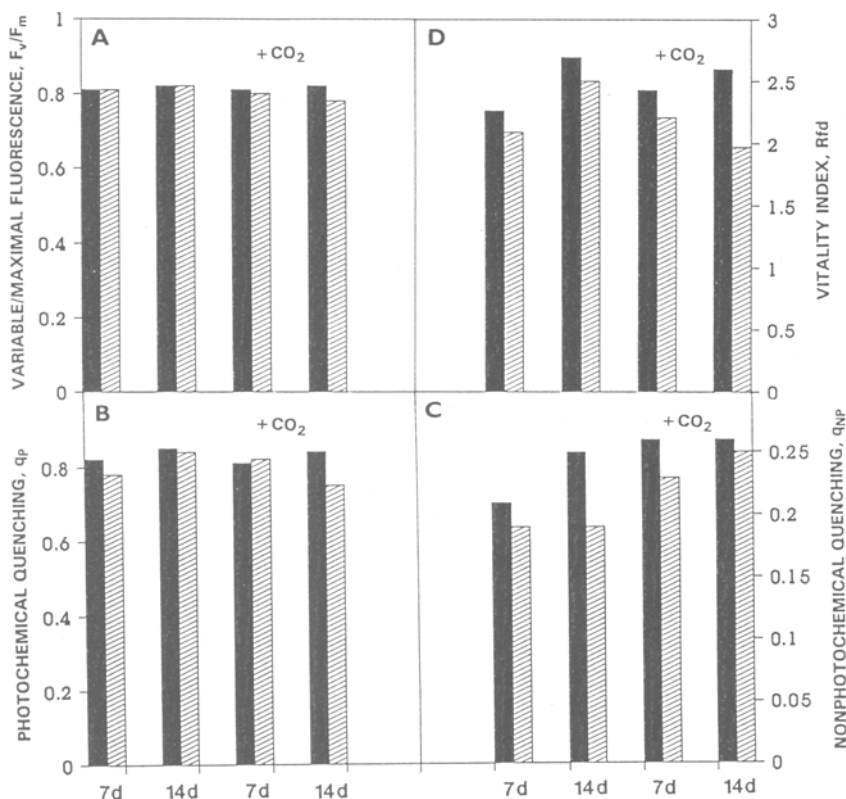 VARIABLE/MAXIMAL FLUORESCENCE, Fv/Fm
1
0.8
0.6
0.4
0.2
0
A
+CO2
D
+CO2
3
2.5
2
1.5
1
0.5
0
VITALITY INDEX, Rfd
PHOTOCHEMICAL QUENCHING, qP
0.8
0.6
0.4
0.2
0
B
+CO2
C
+CO2
0.25
0.2
0.15
0.1
0.05
0
NONPHOTOCHEMICAL QUENCHING, qNP
7d 14d 7d 14d
7d 14d 7d 14d